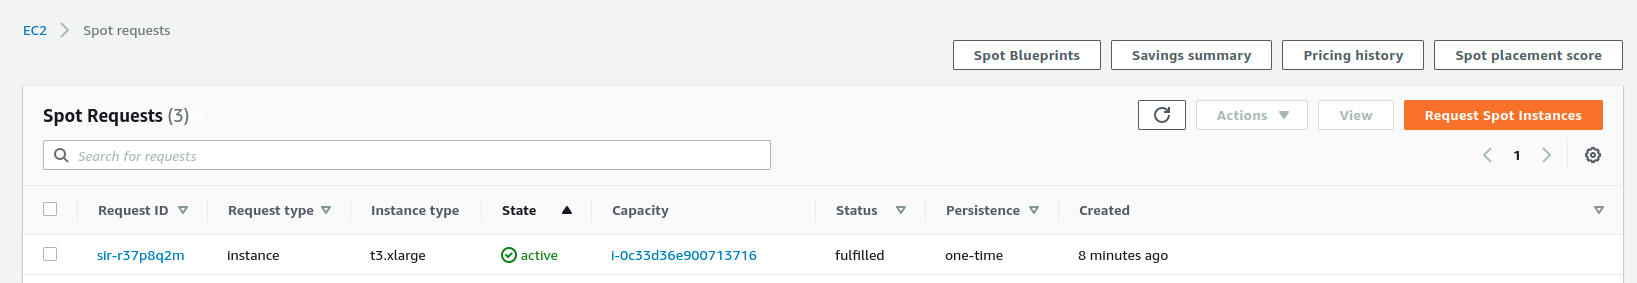 EC2 Spot requests
Spot Blueprints Savings summary Pricing history Spot placement score
Spot Requests (3) Actions View Request Spot Instances
Search for requests 1
Request ID Request type Instance type State Capacity Status Persistence Created
sir-r37p8q2m instance t3.xlarge active i-0c33d36e900713716 fulfilled one-time 8 minutes ago